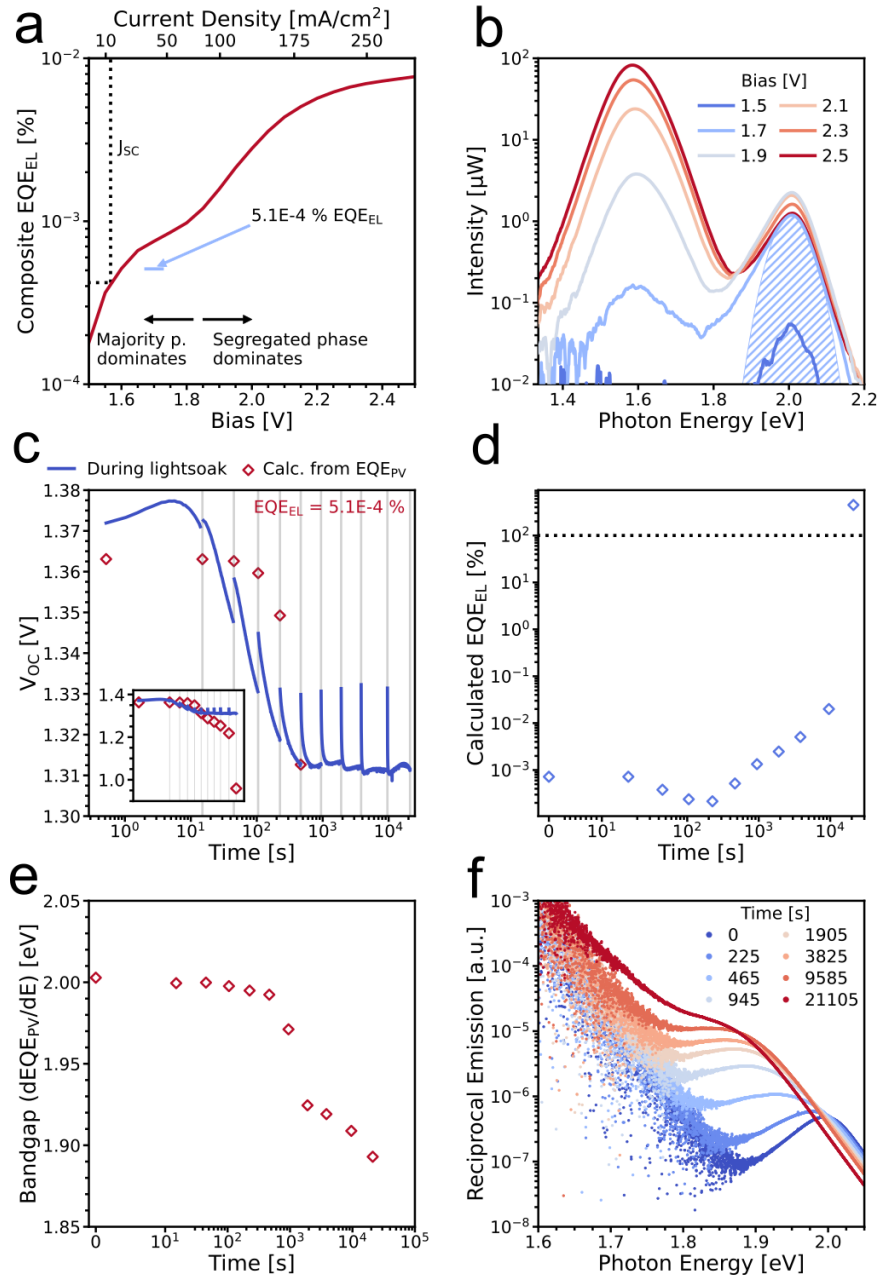 a
Current Density [mA/cm²]
10 50 100 175 250
10⁻²
10⁻³
10⁻⁴
Composite EQE_EL [%]
J_SC
5.1E-4 % EQE_EL
Majority p. dominates
Segregated phase dominates
1.6 1.8 2.0 2.2 2.4
Bias [V]
b
10²
10¹
10⁰
10⁻¹
10⁻²
Intensity [µW]
Bias [V]
1.5 2.1
1.7 2.3
1.9 2.5
1.4 1.6 1.8 2.0 2.2
Photon Energy [eV]
c
During lightsoak Calc. from EQE_PV
EQE_EL = 5.1E-4 %
1.38
1.37
1.36
1.35
1.34
1.33
1.32
1.31
1.30
V_OC [V]
1.4
1.2
1.0
10⁰ 10¹ 10² 10³ 10⁴
Time [s]
d
10²
10¹
10⁰
10⁻¹
10⁻²
10⁻³
Calculated EQE_EL [%]
0 10¹ 10² 10³ 10⁴
Time [s]
e
2.05
2.00
1.95
1.90
1.85
Bandgap (dEQE_PV/dE) [eV]
0 10¹ 10² 10³ 10⁴ 10⁵
Time [s]
f
10⁻³
10⁻⁴
10⁻⁵
10⁻⁶
10⁻⁷
10⁻⁸
Reciprocal Emission [a.u.]
Time [s]
0 1905
225 3825
465 9585
945 21105
1.6 1.7 1.8 1.9 2.0
Photon Energy [eV]